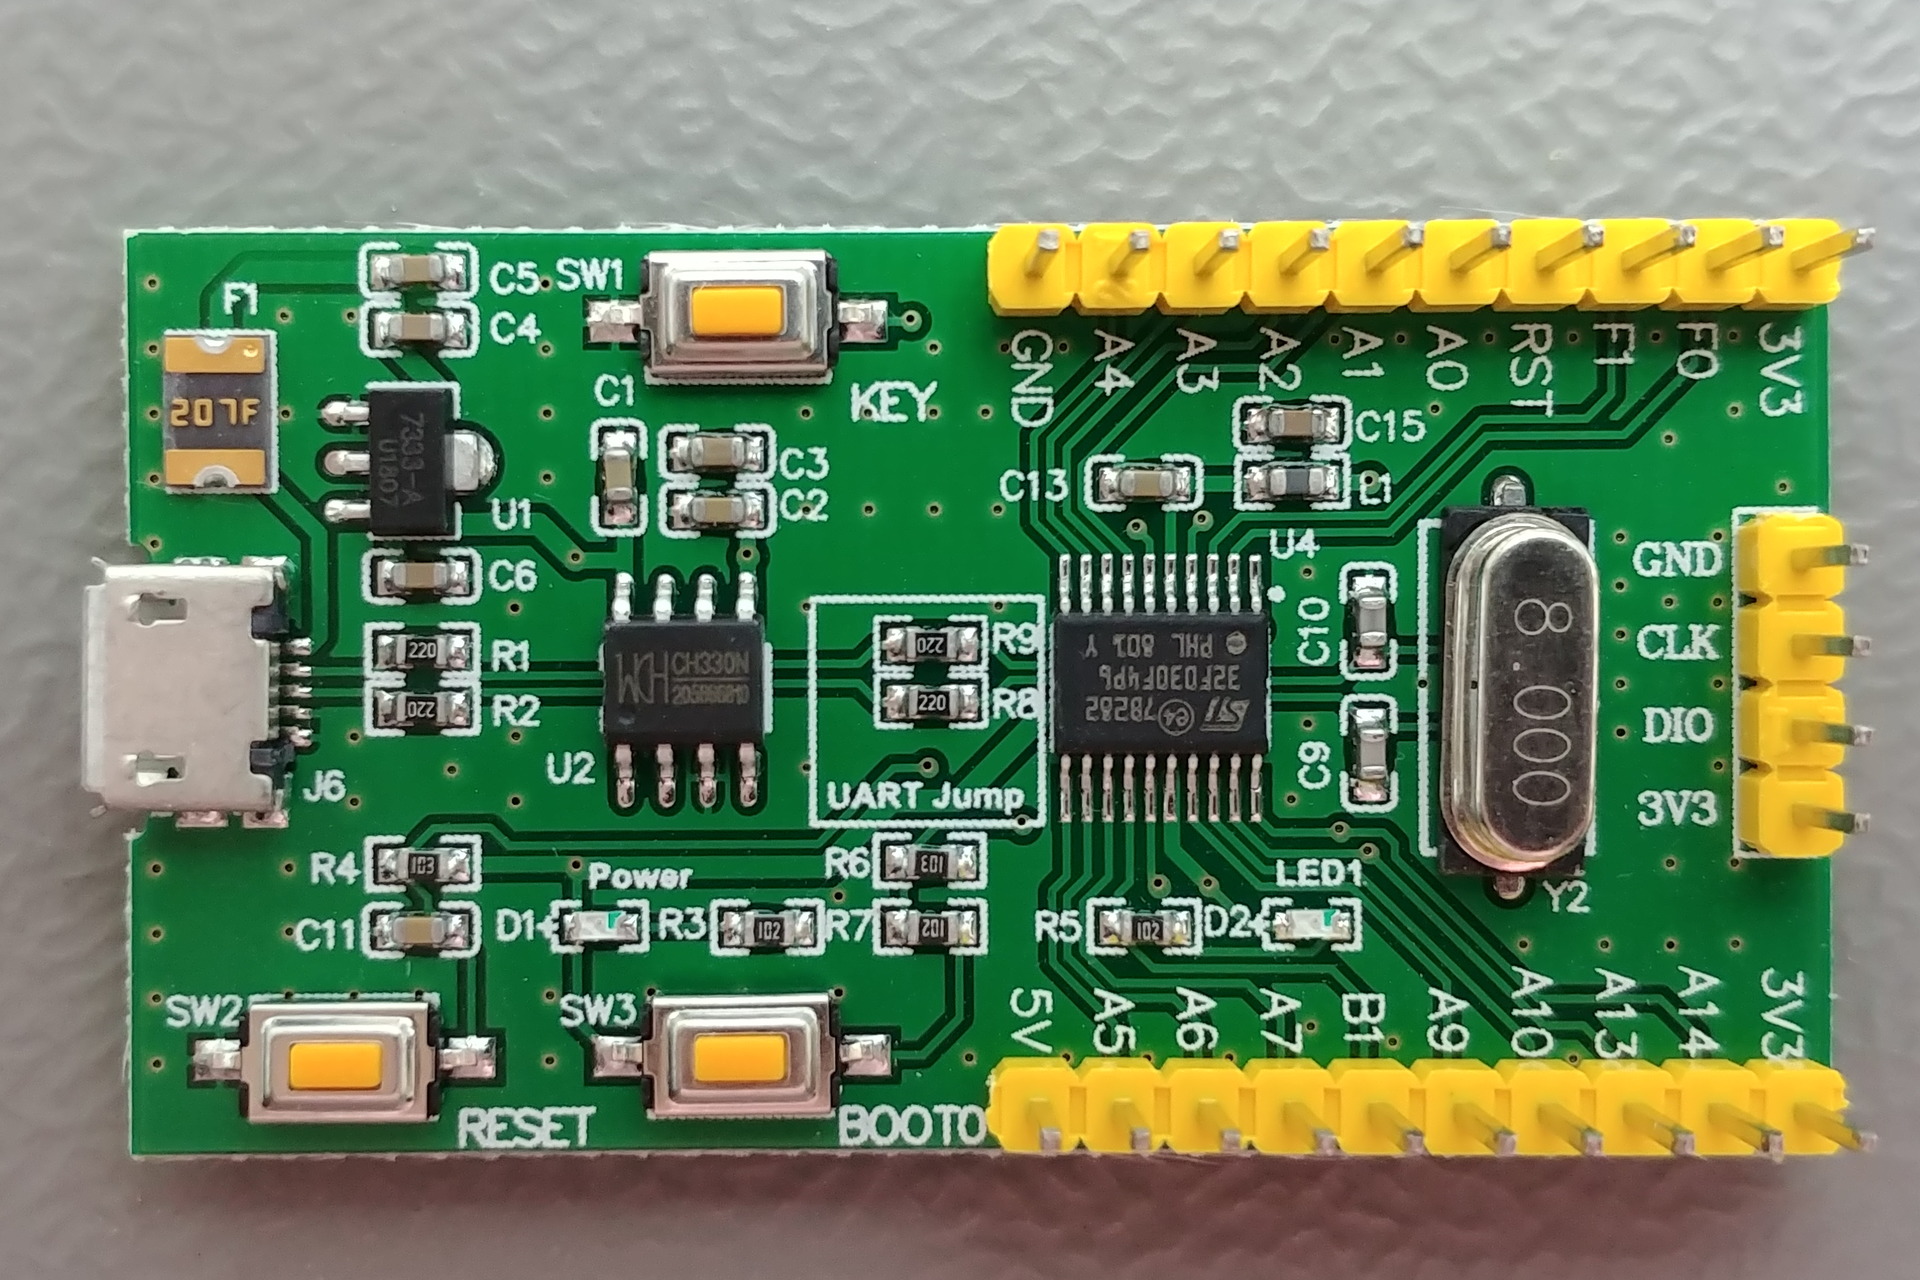 F1
C5
SW1
C4
207F
KEY
GND
A4
A3
A2
A1
A0
RST
F1
F0
3V3
7333-A
U1807
C1
C3
C2
C15
C13
L1
U1
U4
C6
GND
R1
CH330N
220
220
R9
C10
8.000
CLK
R2
220
220
R8
PHL 801 Y
32F030F4P6
78282
ST
e4
DIO
J6
U2
UART Jump
C9
3V3
R4
103
Power
R6
103
LED1
Y2
C11
D1
R3
102
R7
102
R5
102
D2
SW2
SW3
5V
A5
A6
A7
B1
A9
A10
A13
A14
3V3
RESET
BOOT0